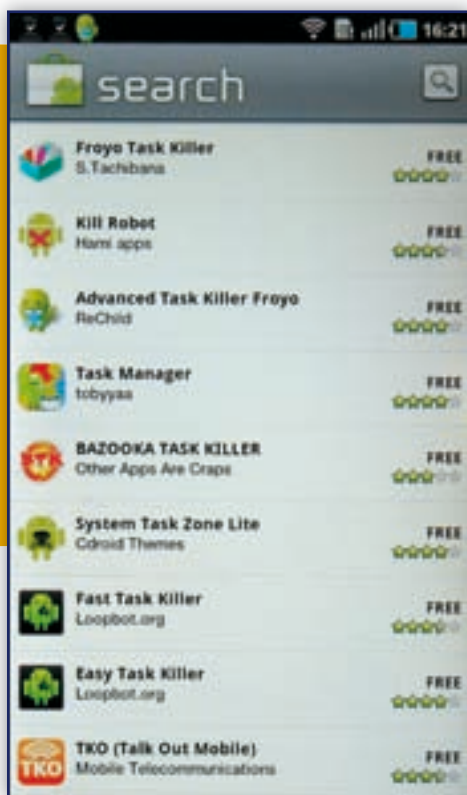 16:21
search
Froyo Task Killer
S.Tachibana
FREE
Kill Robot
Hami apps
FREE
Advanced Task Killer Froyo
ReChild
FREE
Task Manager
tobyyaa
FREE
BAZOOKA TASK KILLER
Other Apps Are Craps
FREE
BTK
System Task Zone Lite
Cdroid Themes
FREE
Fast Task Killer
Loopbot.org
FREE
Easy Task Killer
Loopbot.org
FREE
TKO (Talk Out Mobile)
Mobile Telecommunications
FREE
TKO